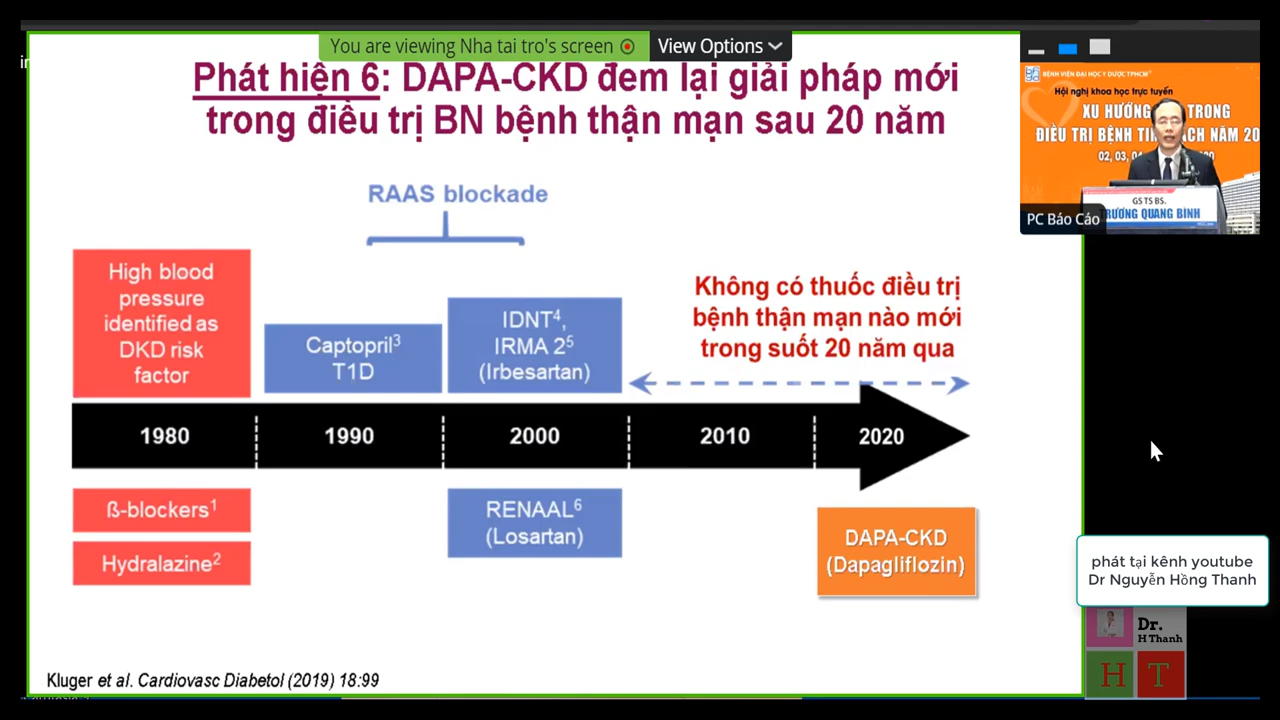 You are viewing Nha tai tro's screen
View Options
Phát hiện 6: DAPA-CKD đem lại giải pháp mới
trong điều trị BN bệnh thận mạn sau 20 năm
BỆNH VIỆN ĐẠI HỌC Y DƯỢC TPHCM
Hội nghị khoa học trực tuyến
XU HƯỚNG
TRONG
ĐIỀU TRỊ BỆNH
NĂM 20
02, 03,
GS TS BS.
TRƯƠNG QUANG BÌNH
PC Báo Cáo
RAAS blockade
High blood
pressure
identified as
DKD risk
factor
Captopril³
T1D
IDNT⁴,
IRMA 2⁵
(Irbesartan)
Không có thuốc điều trị
bệnh thận mạn nào mới
trong suốt 20 năm qua
1980
1990
2000
2010
2020
ß-blockers¹
Hydralazine²
RENAAL⁶
(Losartan)
DAPA-CKD
(Dapagliflozin)
phát tại kênh youtube
Dr Nguyễn Hồng Thanh
Dr.
H Thanh
H T
Kluger et al. Cardiovasc Diabetol (2019) 18:99